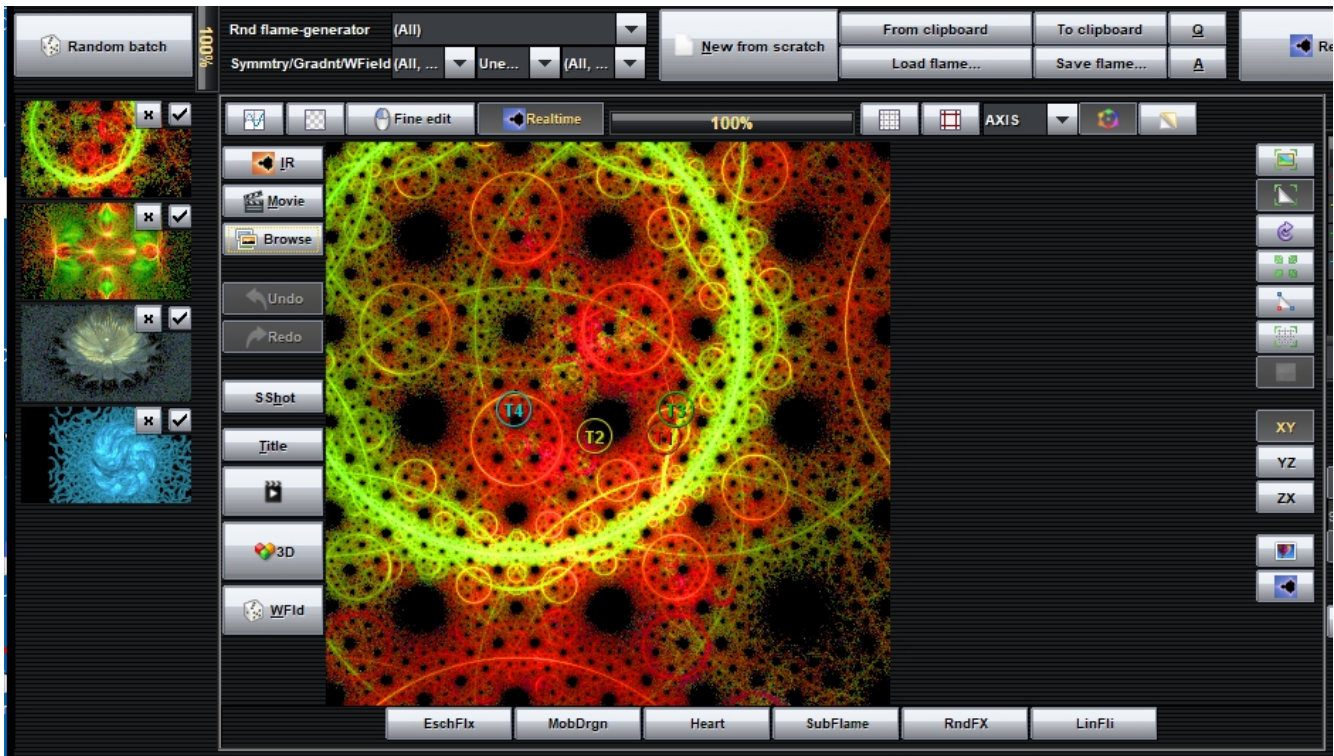 Random batch
100%
Rnd flame-generator
(All)
Symmtry/Gradnt/WField
(All, ...
Une...
(All, ...
New from scratch
From clipboard
To clipboard
Q
Load flame...
Save flame...
A
Re
Fine edit
Realtime
100%
AXIS
IR
Movie
Browse
Undo
Redo
SShot
Title
3D
WFld
T4
T2
T3
XY
YZ
ZX
EschFlx
MobDrgn
Heart
SubFlame
RndFX
LinFli